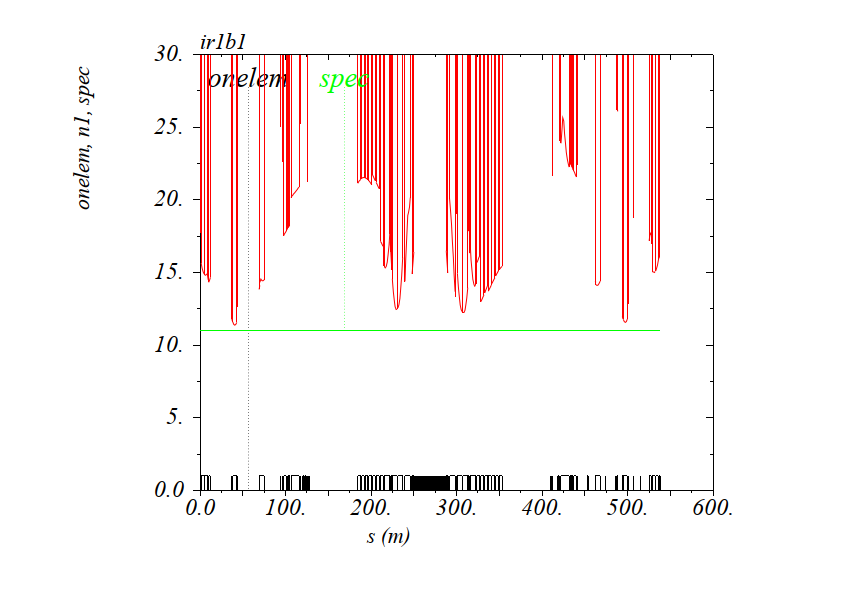 ir1b1
onelem spec
onelem, n1, spec
30.
25.
20.
15.
10.
5.
0.0
0.0 100. 200. 300. 400. 500. 600.
s (m)